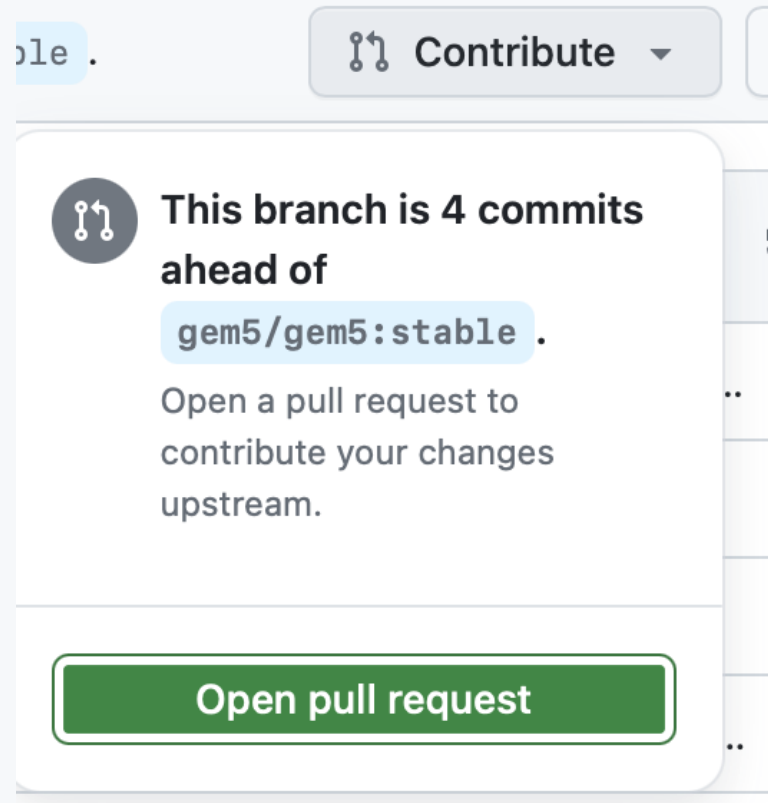 .
Contribute
This branch is 4 commits
ahead of
gem5/gem5:stable .
Open a pull request to
contribute your changes
upstream.
Open pull request